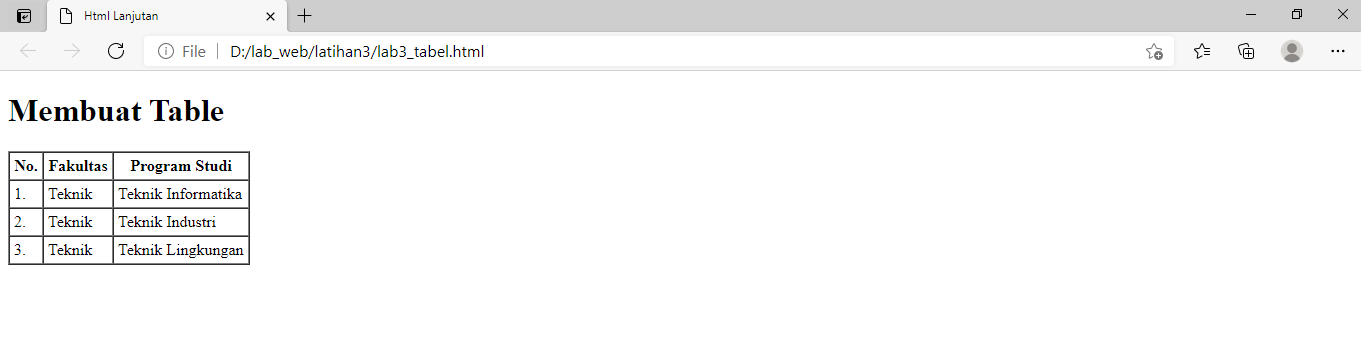 Html Lanjutan
File D:/lab_web/latihan3/lab3_tabel.html
Membuat Table
No. Fakultas Program Studi
1. Teknik Teknik Informatika
2. Teknik Teknik Industri
3. Teknik Teknik Lingkungan